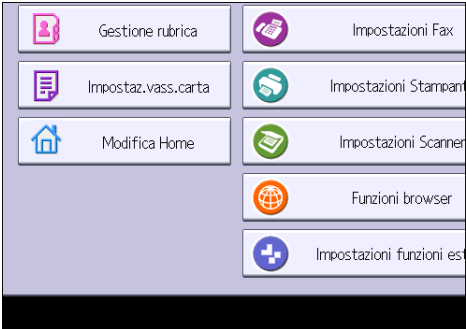 Gestione rubrica
Impostaz.vass.carta
Modifica Home
Impostazioni Fax
Impostazioni Stampant
Impostazioni Scanner
Funzioni browser
Impostazioni funzioni est